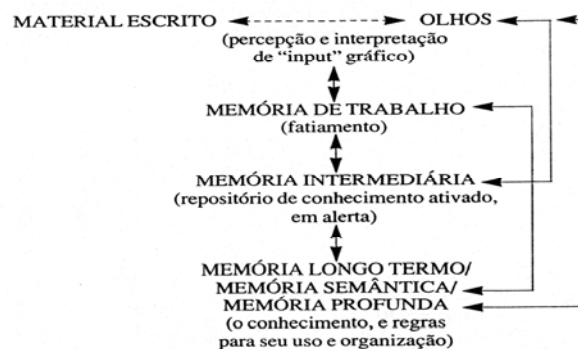 MATERIAL ESCRITO OLHOS
(percepção e interpretação
de “input” gráfico)
MEMÓRIA DE TRABALHO
(fatiamento)
MEMÓRIA INTERMEDIÁRIA
(repositório de conhecimento ativado,
em alerta)
MEMÓRIA LONGO TERMO/
MEMÓRIA SEMÂNTICA/
MEMÓRIA PROFUNDA
(o conhecimento, e regras
para seu uso e organização)